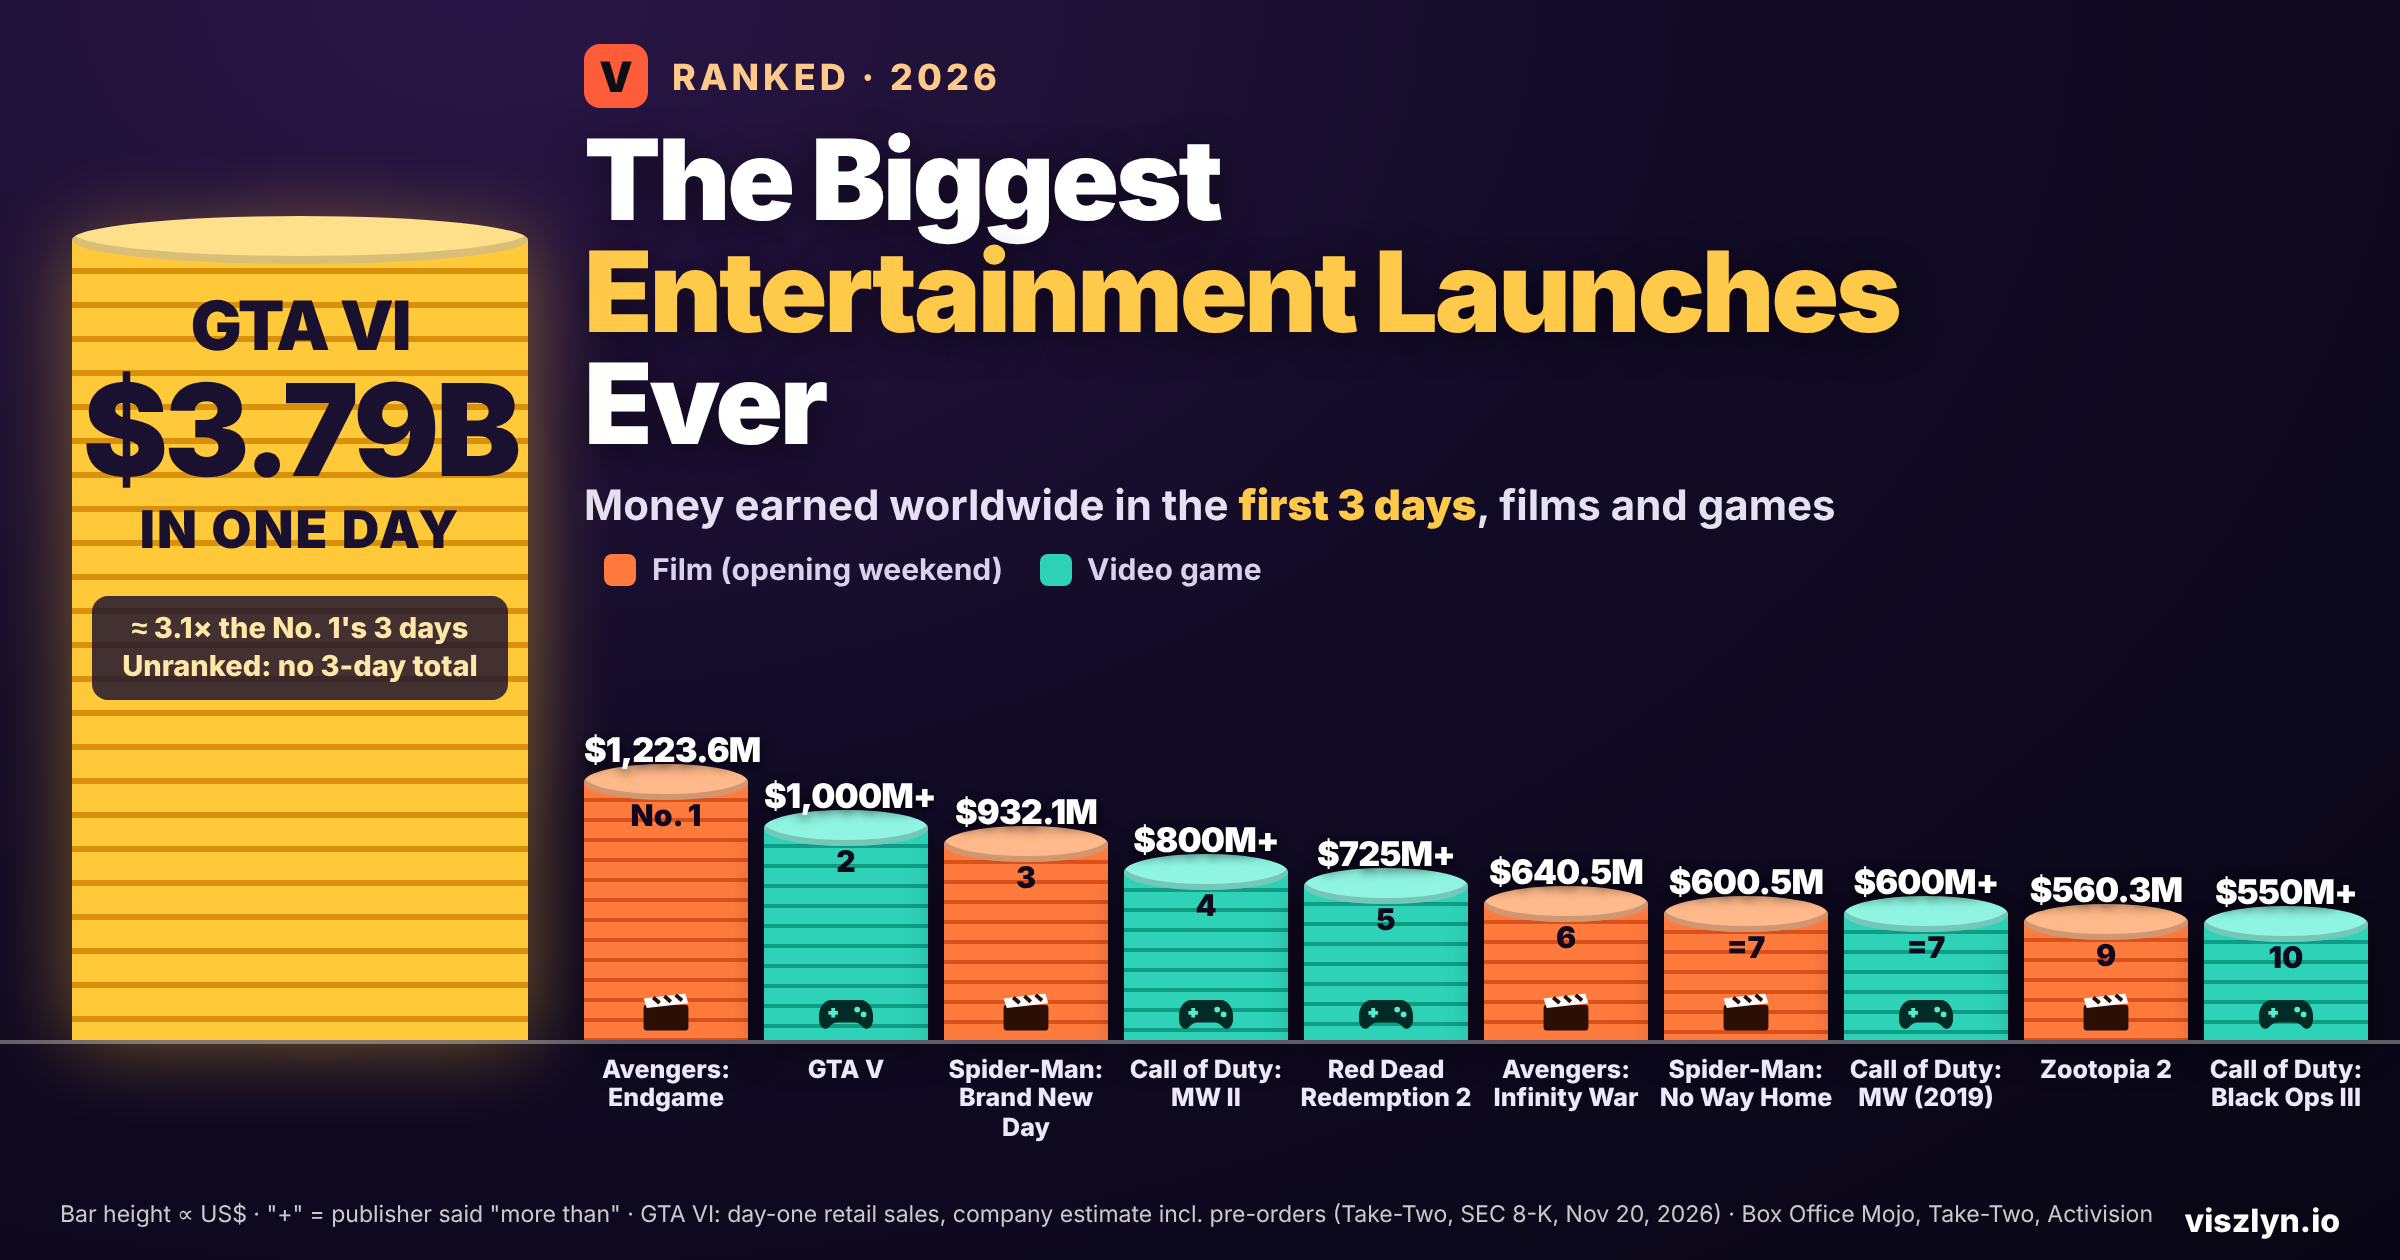 V
RANKED · 2026
The Biggest
Entertainment Launches
Ever
Money earned worldwide in the first 3 days, films and games
Film (opening weekend)
Video game
GTA VI
$3.79B
IN ONE DAY
≈ 3.1× the No. 1's 3 days
Unranked: no 3-day total
$1,223.6M
No. 1
Avengers:
Endgame
$1,000M+
2
GTA V
$932.1M
3
Spider-Man:
Brand New
Day
$800M+
4
Call of Duty:
MW II
$725M+
5
Red Dead
Redemption 2
$640.5M
6
Avengers:
Infinity War
$600.5M
=7
Spider-Man:
No Way Home
$600M+
=7
Call of Duty:
MW (2019)
$560.3M
9
Zootopia 2
$550M+
10
Call of Duty:
Black Ops III
Bar height ∝ US$ · "+" = publisher said "more than" · GTA VI: day-one retail sales, company estimate incl. pre-orders (Take-Two, SEC 8-K, Nov 20, 2026) · Box Office Mojo, Take-Two, Activision
viszlyn.io